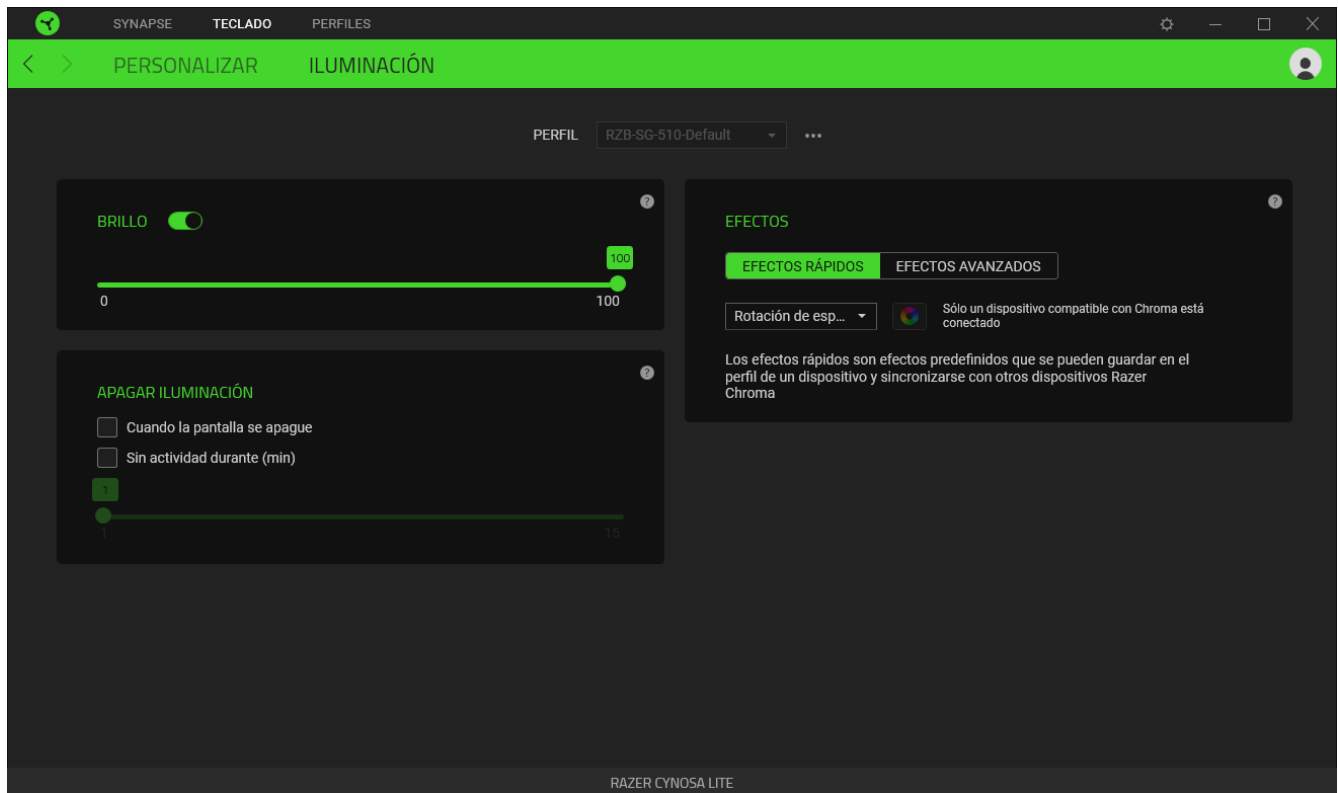 SYNAPSE TECLADO PERFILES
PERSONALIZAR ILUMINACIÓN
PERFIL RZB-SG-510-Default
BRILLO
100
0 100
APAGAR ILUMINACIÓN
Cuando la pantalla se apague
Sin actividad durante (min)
1
1 15
EFECTOS
EFECTOS RÁPIDOS EFECTOS AVANZADOS
Rotación de esp...
Sólo un dispositivo compatible con Chroma está
conectado
Los efectos rápidos son efectos predefinidos que se pueden guardar en el
perfil de un dispositivo y sincronizarse con otros dispositivos Razer
Chroma
RAZER CYNOSA LITE